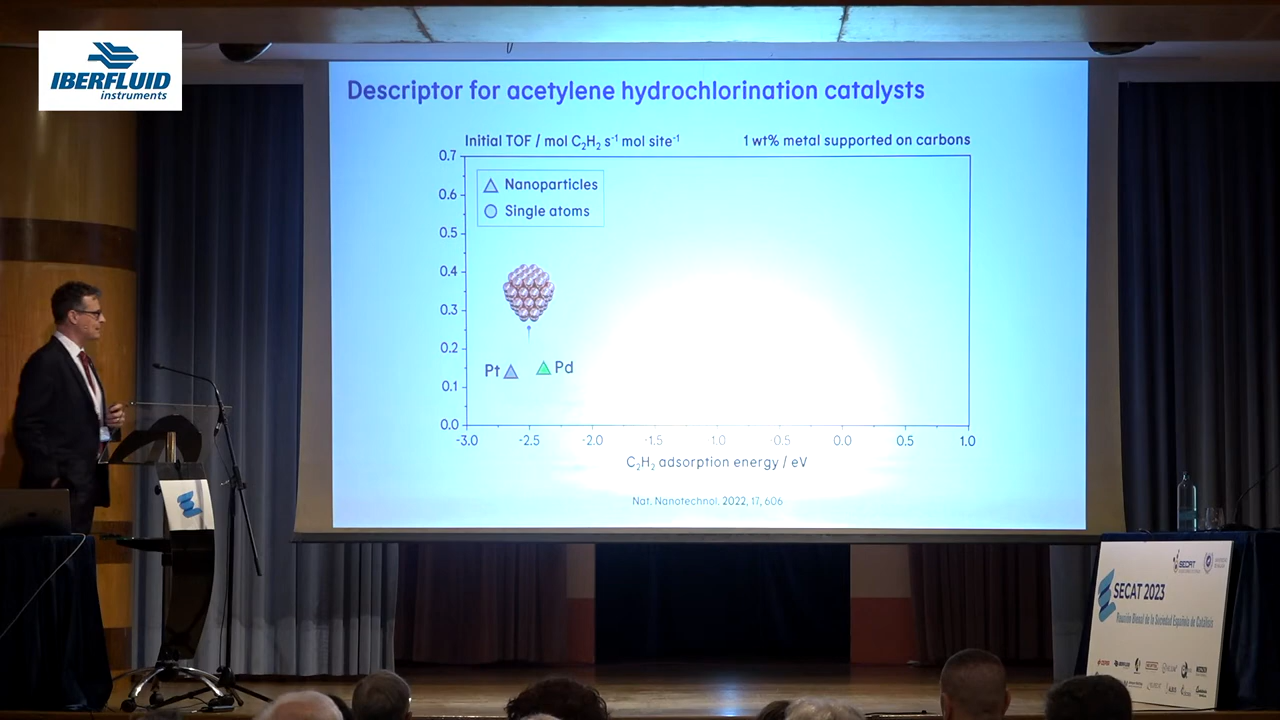 IBERFLUID
instruments
Descriptor for acetylene hydrochlorination catalysts
Initial TOF / mol C₂H₂ s⁻¹ mol site⁻¹
1 wt% metal supported on carbons
0.7
0.6
0.5
0.4
0.3
0.2
0.1
0.0
Nanoparticles
Single atoms
Pt
Pd
-3.0 -2.5 -2.0 -1.5 1.0 0.5 0.0 0.5 1.0
C₂H₂ adsorption energy / eV
Nat. Nanotechnol. 2022, 17, 606
SECAT
SECAT 2023
Reunión Bienal de la Sociedad Española de Catálisis